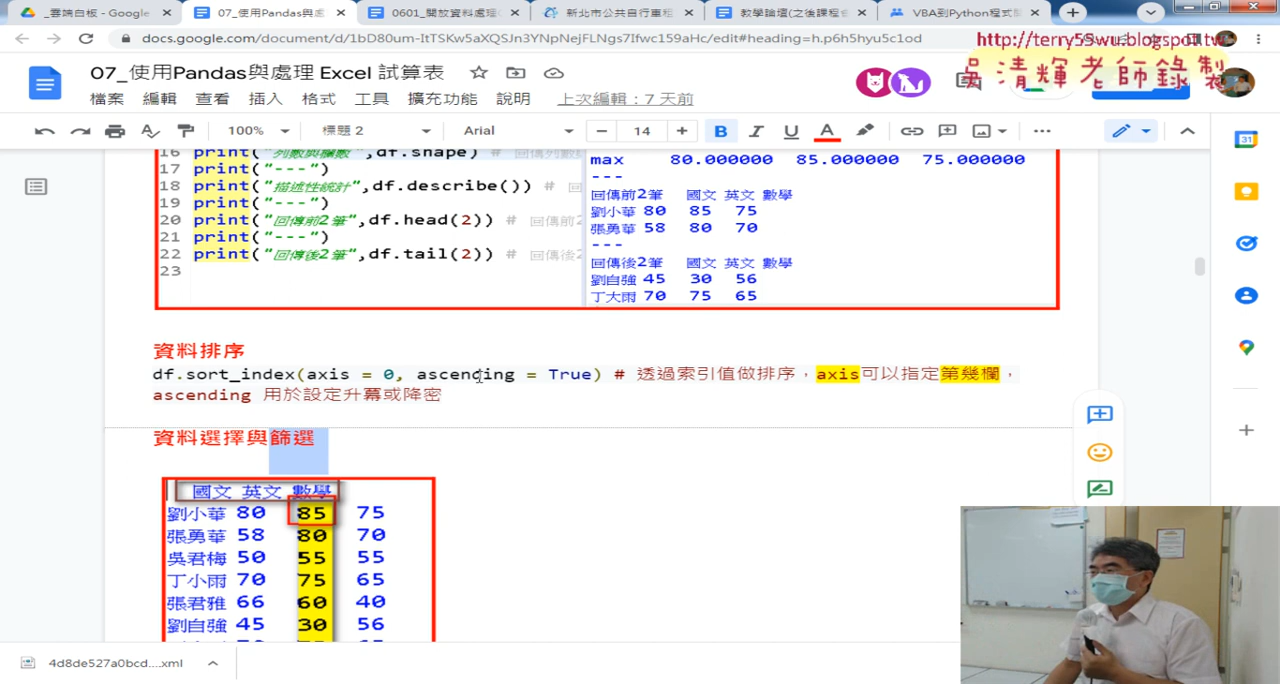 _雲端白板 - Google
07_使用Pandas與處
0601_開放資料處理
新北市公共自行車租
教學論壇(之後課程
VBA到Python程式
docs.google.com/document/d/1bD80um-ItTSKw5aXQSJn3YNpNejFLNgs7Ifwc159aHc/edit#heading=h.p6h5hyu5c1od
http://terry55wu.blogspot.tw
吳清輝老師錄製
07_使用Pandas與處理 Excel 試算表
檔案 編輯 查看 插入 格式 工具 擴充功能 說明 上次編輯：7 天前
100% 標題 2 Arial 14 B I U A
16 print("列數與欄數",df.shape) # 回傳列數
17 print("---")
18 print("描述性統計",df.describe()) # 回
19 print("---")
20 print("回傳前2筆",df.head(2)) # 回傳前2
21 print("---")
22 print("回傳後2筆",df.tail(2)) # 回傳後2
23
max 80.000000 85.000000 75.000000
---
回傳前2筆 國文 英文 數學
劉小華 80 85 75
張勇華 58 80 70
---
回傳後2筆 國文 英文 數學
劉自強 45 30 56
丁大雨 70 75 65
資料排序
df.sort_index(axis = 0, ascending = True) # 透過索引值做排序，axis可以指定第幾欄，
ascending 用於設定升冪或降密
資料選擇與篩選
國文 英文 數學
劉小華 80 85 75
張勇華 58 80 70
吳君梅 50 55 55
丁小雨 70 75 65
張君雅 66 60 40
劉自強 45 30 56
4d8de527a0bcd....xml